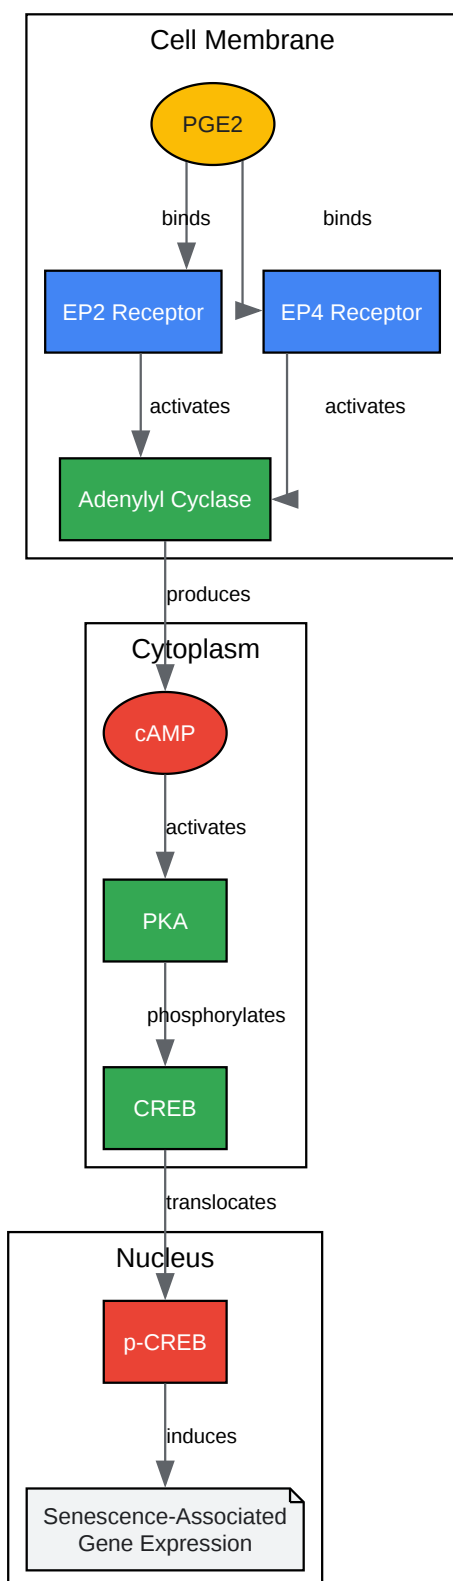 Cell Membrane
PGE2
binds
binds
EP2 Receptor
EP4 Receptor
activates
activates
Adenylyl Cyclase
produces
Cytoplasm
cAMP
activates
PKA
phosphorylates
CREB
translocates
Nucleus
p-CREB
induces
Senescence-Associated
Gene Expression